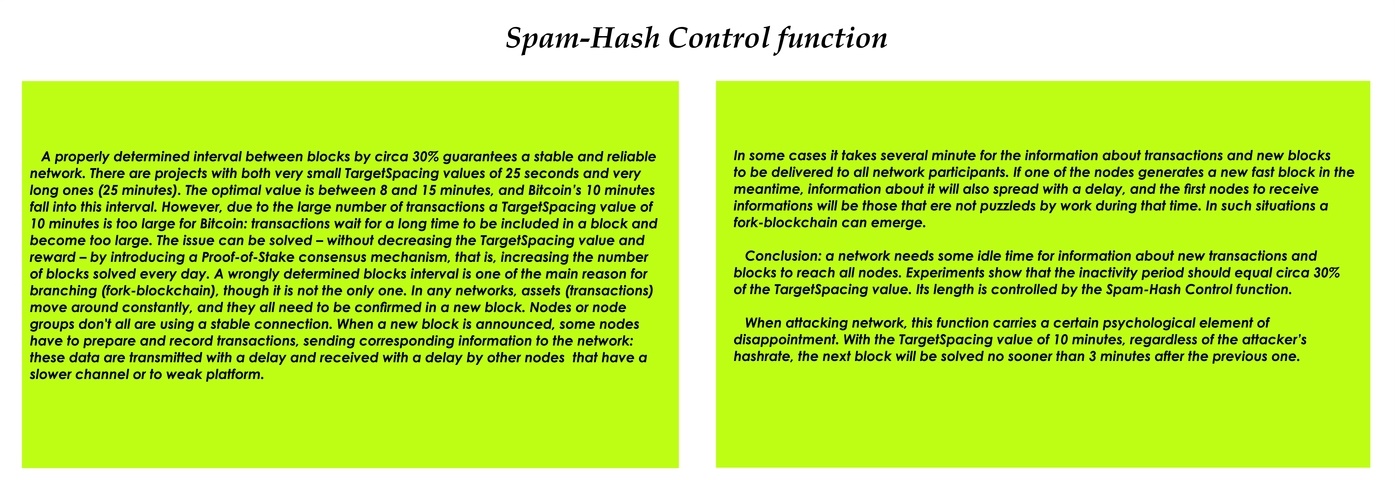 Spam-Hash Control function
A properly determined interval between blocks by circa 30% guarantees a stable and reliable
network. There are projects with both very small TargetSpacing values of 25 seconds and very
long ones (25 minutes). The optimal value is between 8 and 15 minutes, and Bitcoin's 10 minutes
fall into this interval. However, due to the large number of transactions a TargetSpacing value of
10 minutes is too large for Bitcoin: transactions wait for a long time to be included in a block and
become too large. The issue can be solved – without decreasing the TargetSpacing value and
reward – by introducing a Proof-of-Stake consensus mechanism, that is, increasing the number
of blocks solved every day. A wrongly determined blocks interval is one of the main reason for
branching (fork-blockchain), though it is not the only one. In any networks, assets (transactions)
move around constantly, and they all need to be confirmed in a new block. Nodes or node
groups don't all are using a stable connection. When a new block is announced, some nodes
have to prepare and record transactions, sending corresponding information to the network:
these data are transmitted with a delay and received with a delay by other nodes that have a
slower channel or to weak platform.
In some cases it takes several minute for the information about transactions and new blocks
to be delivered to all network participants. If one of the nodes generates a new fast block in the
meantime, information about it will also spread with a delay, and the first nodes to receive
informations will be those that ere not puzzleds by work during that time. In such situations a
fork-blockchain can emerge.
Conclusion: a network needs some idle time for information about new transactions and
blocks to reach all nodes. Experiments show that the inactivity period should equal circa 30%
of the TargetSpacing value. Its length is controlled by the Spam-Hash Control function.
When attacking network, this function carries a certain psychological element of
disappointment. With the TargetSpacing value of 10 minutes, regardless of the attacker's
hashrate, the next block will be solved no sooner than 3 minutes after the previous one.